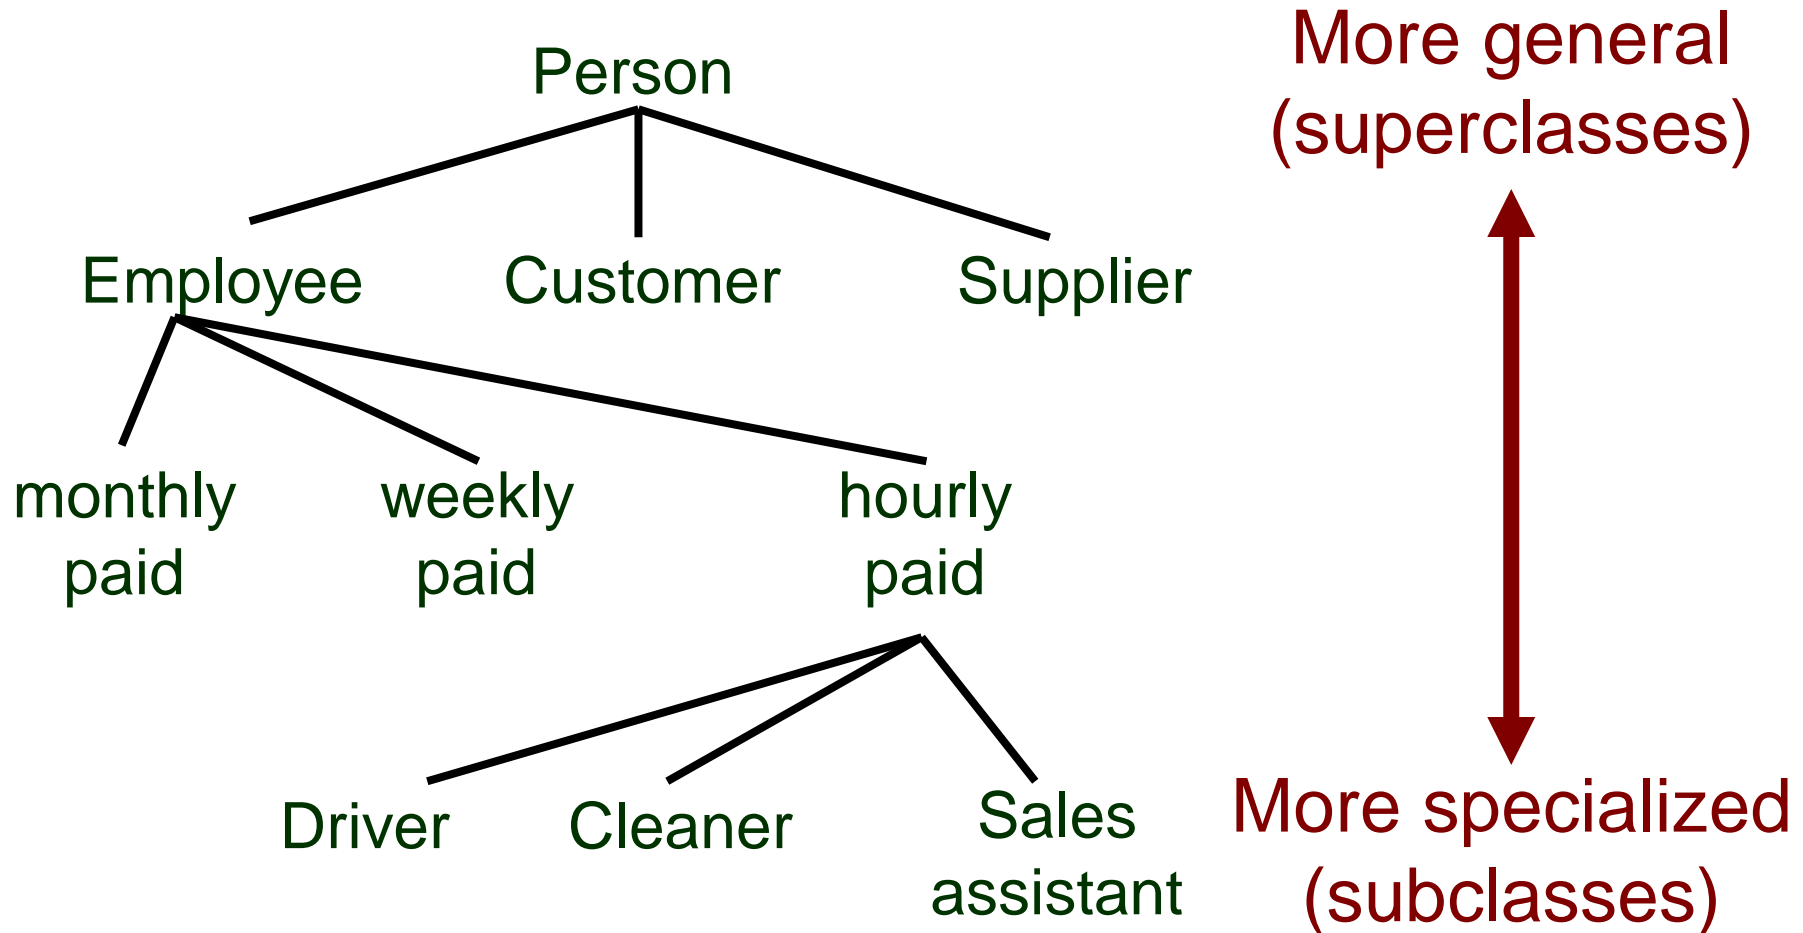 Person
More general
(superclasses)
Employee
Customer
Supplier
monthly
paid
weekly
paid
hourly
paid
Driver
Cleaner
Sales
assistant
More specialized
(subclasses)